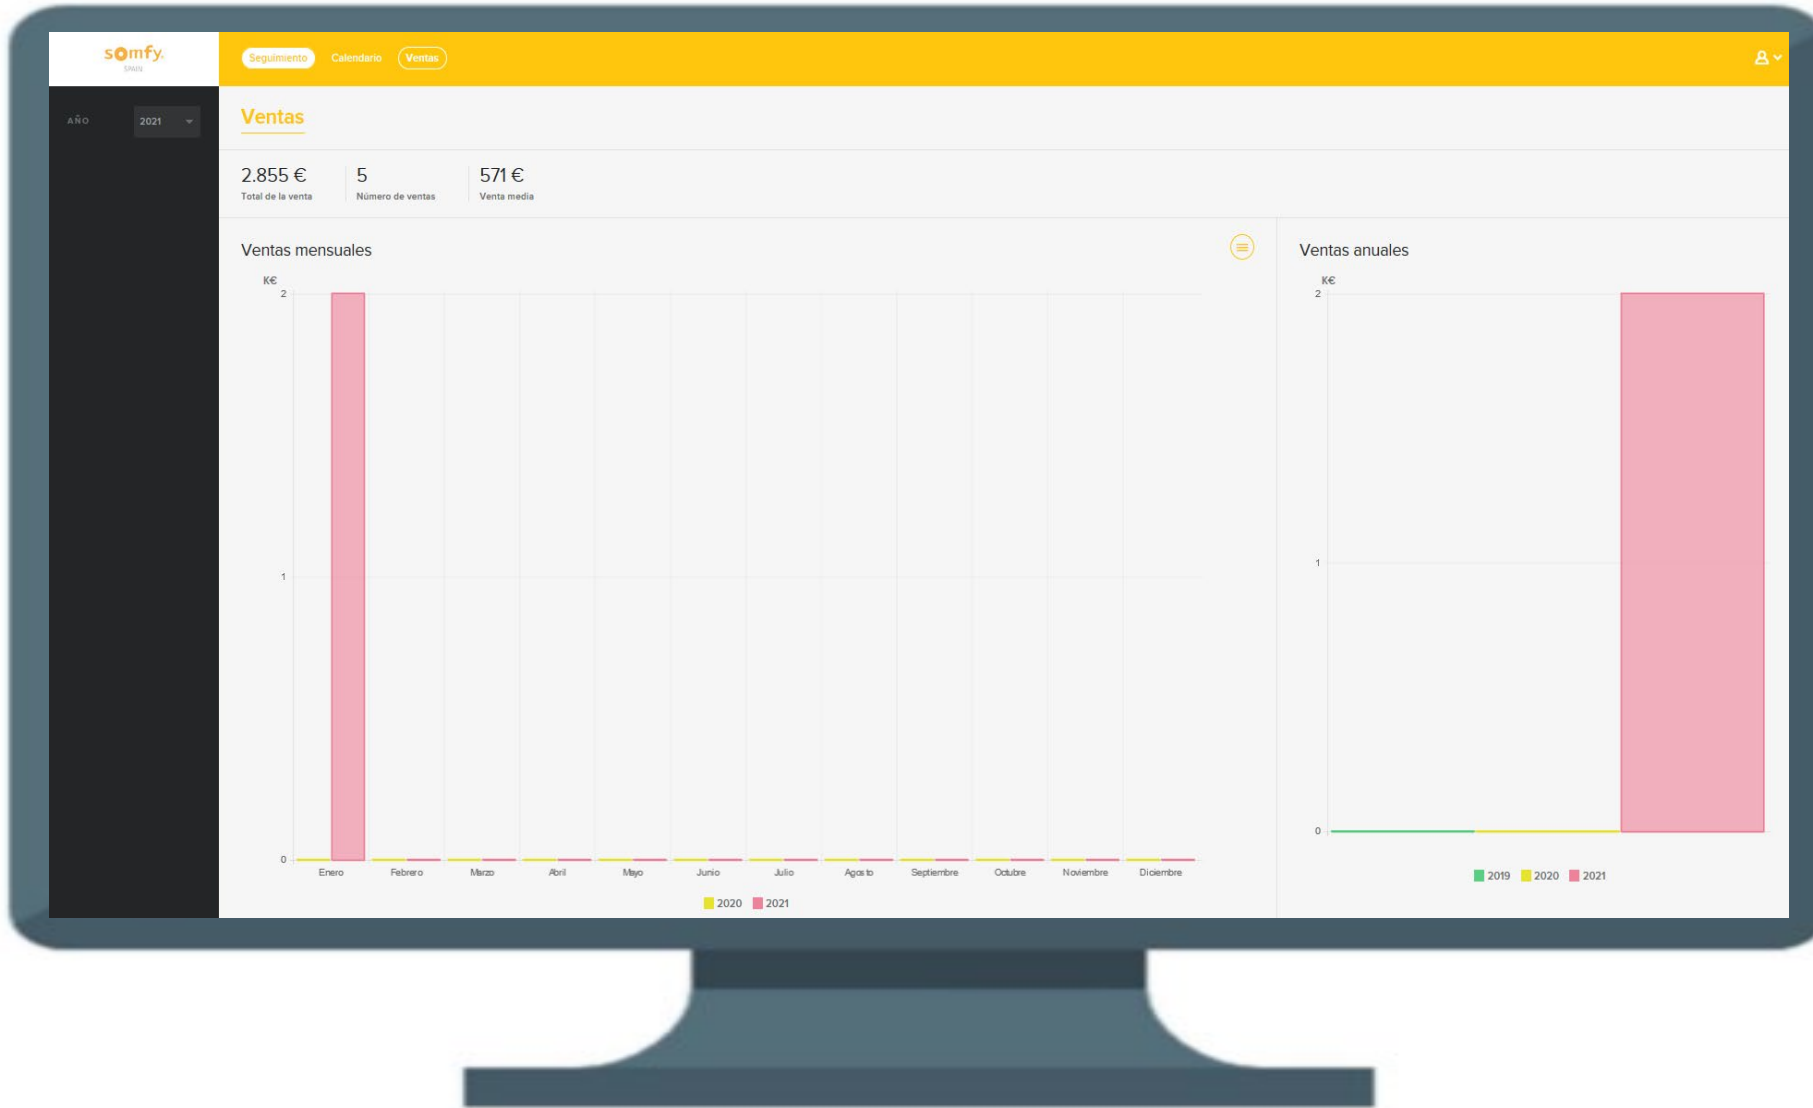 somfy.
SPAIN
Seguimiento Calendario Ventas
AÑO 2021
Ventas
2.855 € 5 571 €
Total de la venta Número de ventas Venta media
Ventas mensuales
K€
2
1
0
Enero Febrero Marzo Abril Mayo Junio Julio Agosto Septiembre Octubre Noviembre Diciembre
2020 2021
Ventas anuales
K€
2
1
0
2019 2020 2021